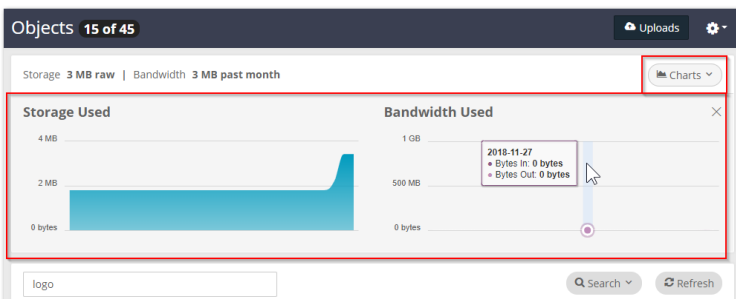 Objects 15 of 45
Uploads
Storage 3 MB raw | Bandwidth 3 MB past month
Charts
Storage Used
Bandwidth Used
4 MB
2 MB
0 bytes
1 GB
500 MB
0 bytes
2018-11-27
• Bytes In: 0 bytes
• Bytes Out: 0 bytes
logo
Search
Refresh